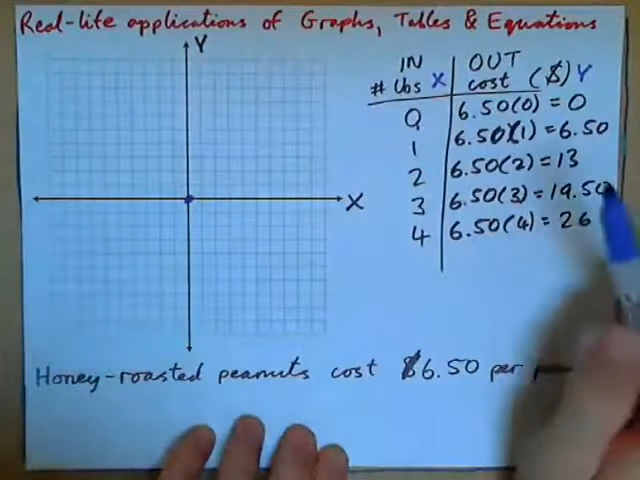 Real-life applications of Graphs, Tables & Equations
Y
X
IN OUT
# lbs X cost ($) Y
0 6.50(0) = 0
1 6.50(1) = 6.50
2 6.50(2) = 13
3 6.50(3) = 19.50
4 6.50(4) = 26
Honey-roasted peanuts cost $6.50 per